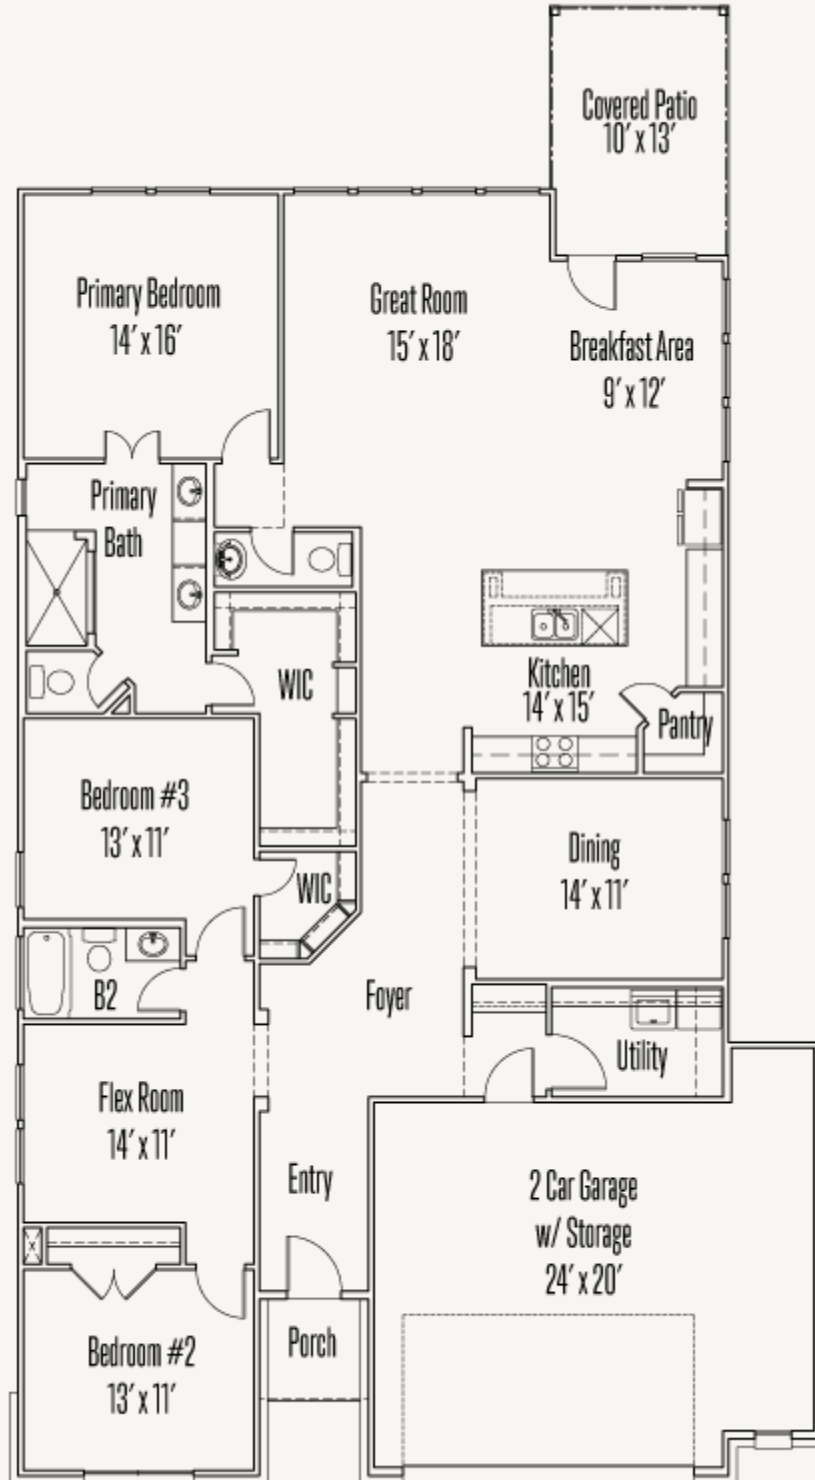 Covered Patio
10' x 13'
Primary Bedroom
14' x 16'
Great Room
15' x 18'
Breakfast Area
9' x 12'
Primary
Bath
WIC
Kitchen
14' x 15'
Pantry
Bedroom #3
13' x 11'
WIC
Dining
14' x 11'
B2
Foyer
Utility
Flex Room
14' x 11'
Entry
2 Car Garage
w/ Storage
24' x 20'
Porch
Bedroom #2
13' x 11'